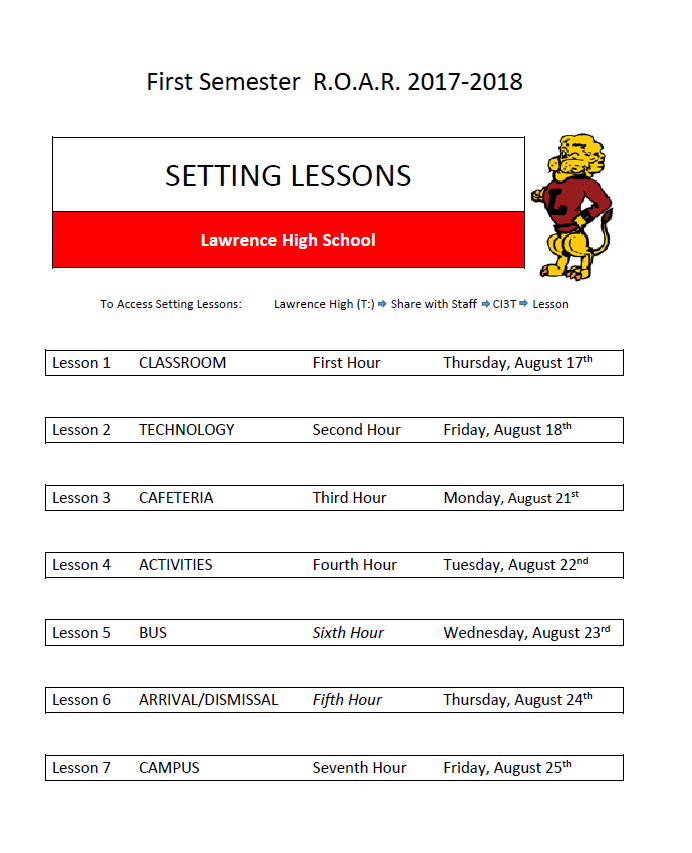 First Semester R.O.A.R. 2017-2018
SETTING LESSONS
Lawrence High School
L
To Access Setting Lessons: Lawrence High (T:) ➡ Share with Staff ➡ CI3T ➡ Lesson
Lesson 1 CLASSROOM First Hour Thursday, August 17th
Lesson 2 TECHNOLOGY Second Hour Friday, August 18th
Lesson 3 CAFETERIA Third Hour Monday, August 21st
Lesson 4 ACTIVITIES Fourth Hour Tuesday, August 22nd
Lesson 5 BUS Sixth Hour Wednesday, August 23rd
Lesson 6 ARRIVAL/DISMISSAL Fifth Hour Thursday, August 24th
Lesson 7 CAMPUS Seventh Hour Friday, August 25th